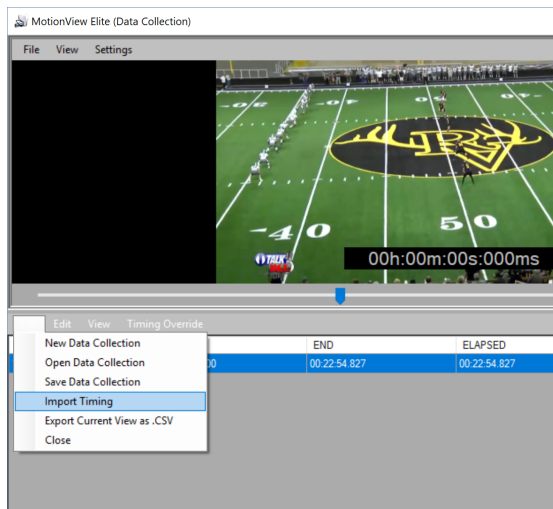 MotionView Elite (Data Collection)
File View Settings
40
50
TALK
00h:00m:00s:000ms
Edit View Timing Override
New Data Collection
Open Data Collection
Save Data Collection
Import Timing
Export Current View as .CSV
Close
END ELAPSED
00 00:22:54.827 00:22:54.827